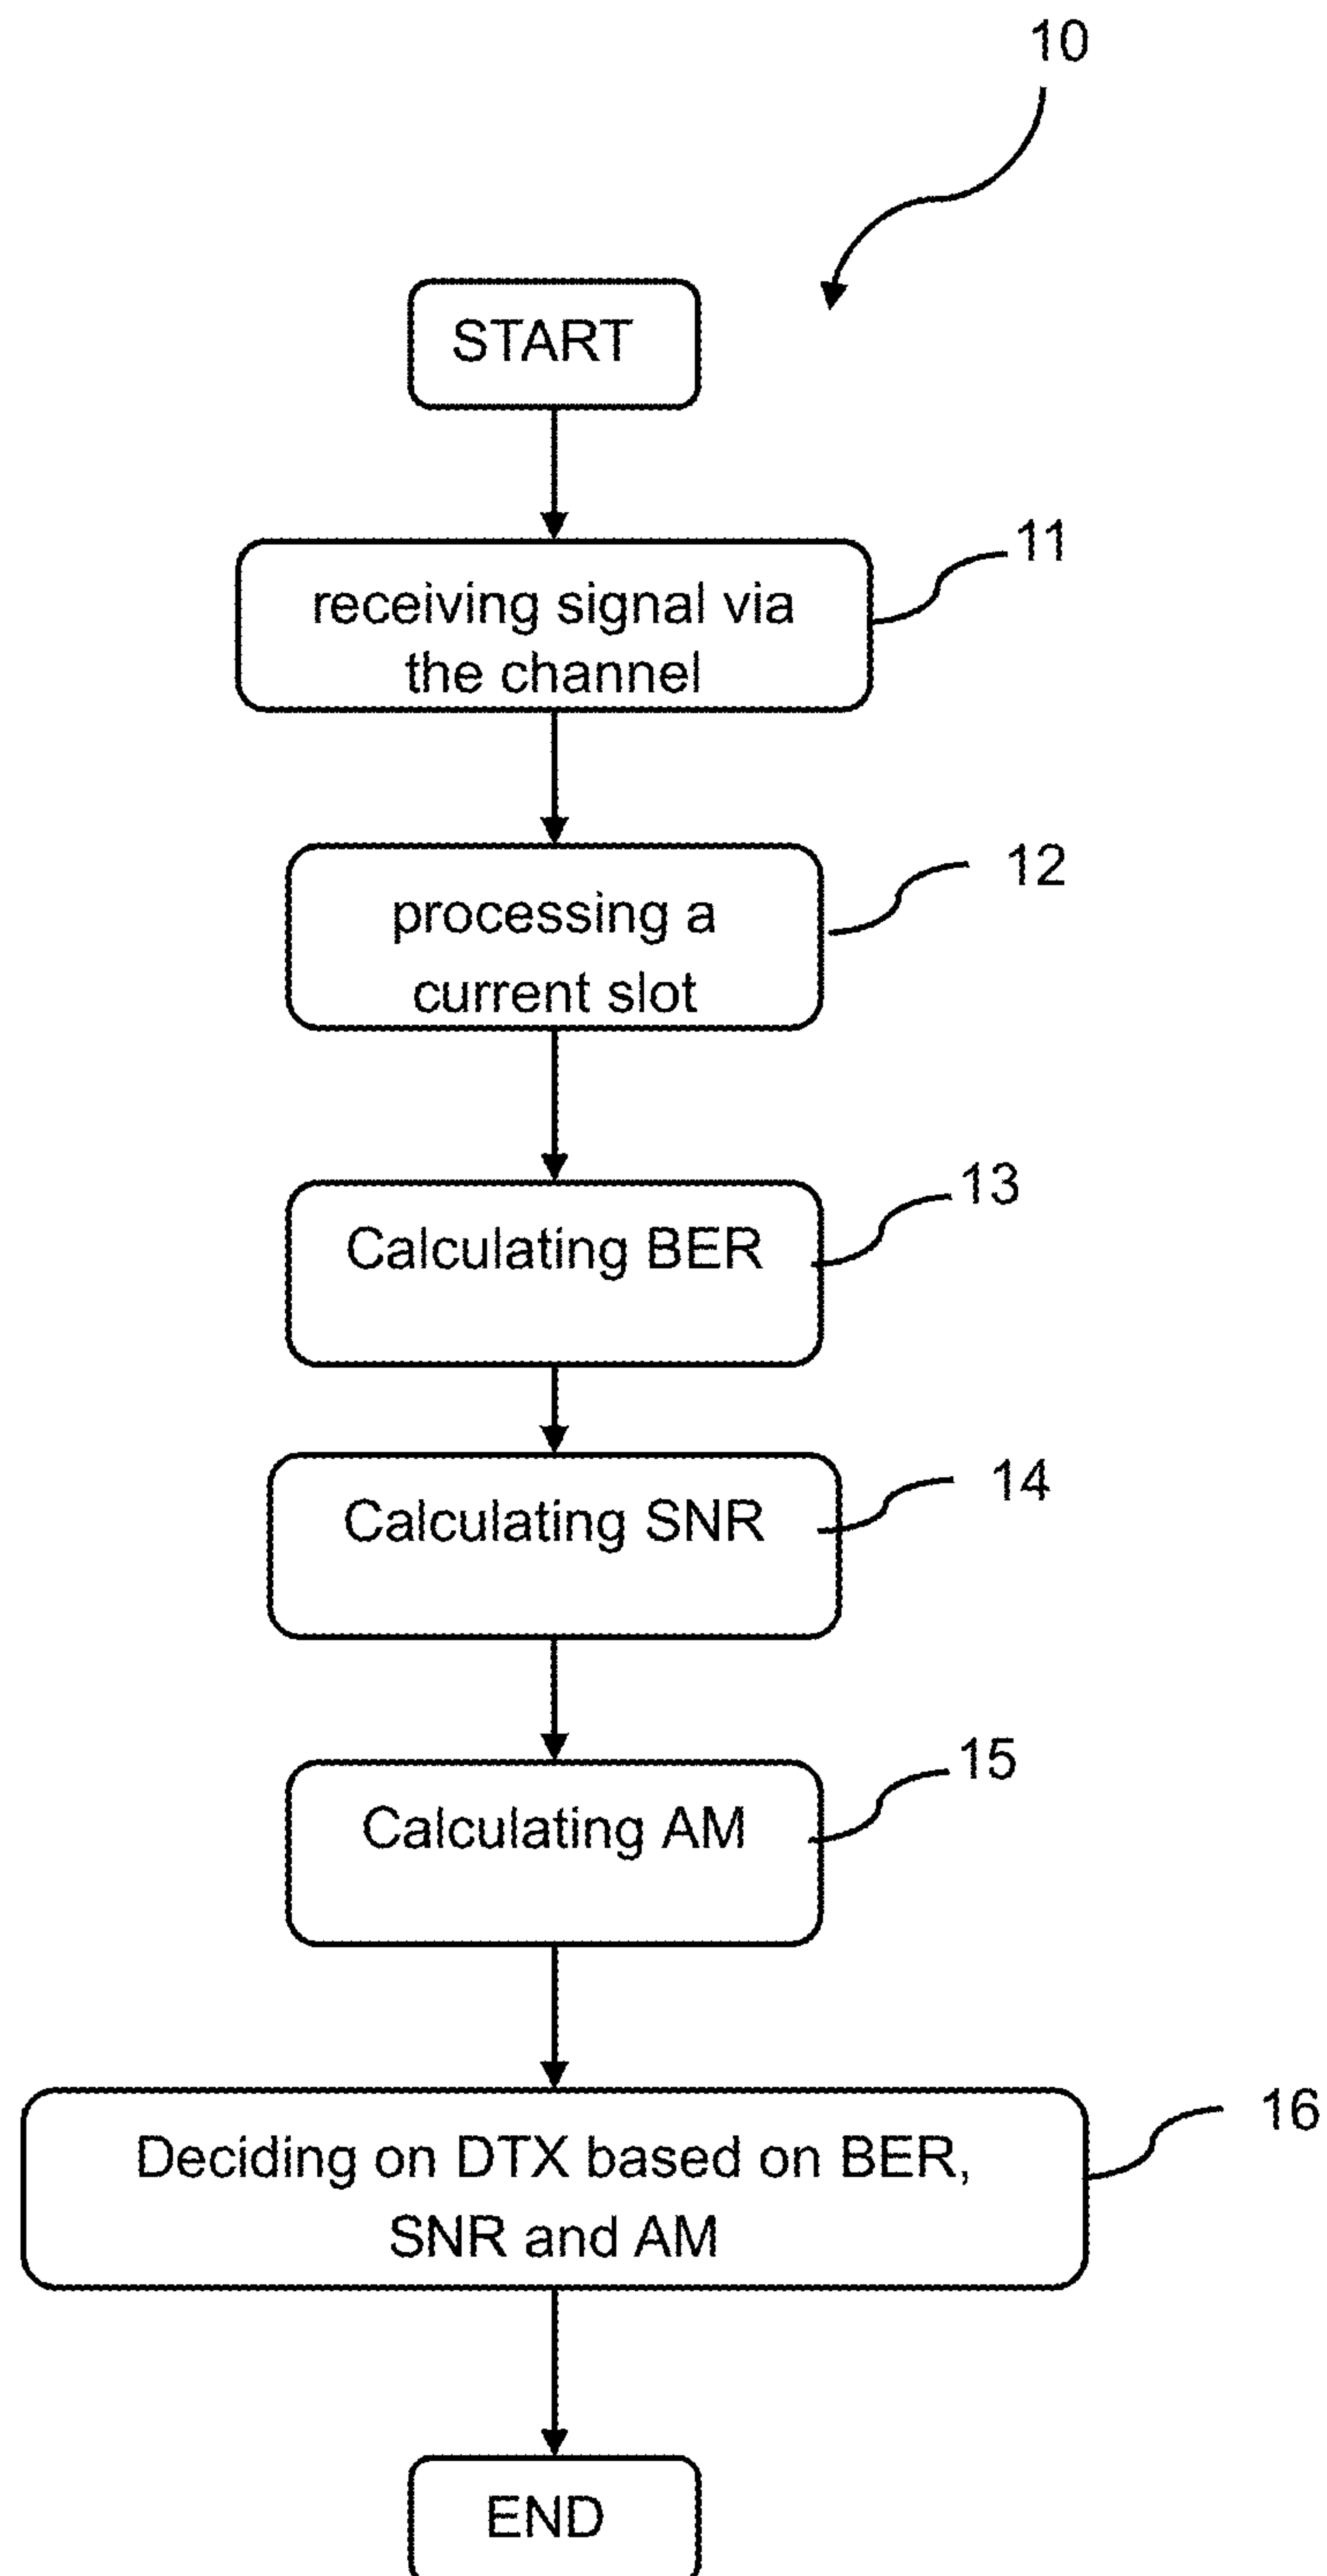 10
START
11
receiving signal via
the channel
12
processing a
current slot
13
Calculating BER
14
Calculating SNR
15
Calculating AM
16
Deciding on DTX based on BER,
SNR and AM
END